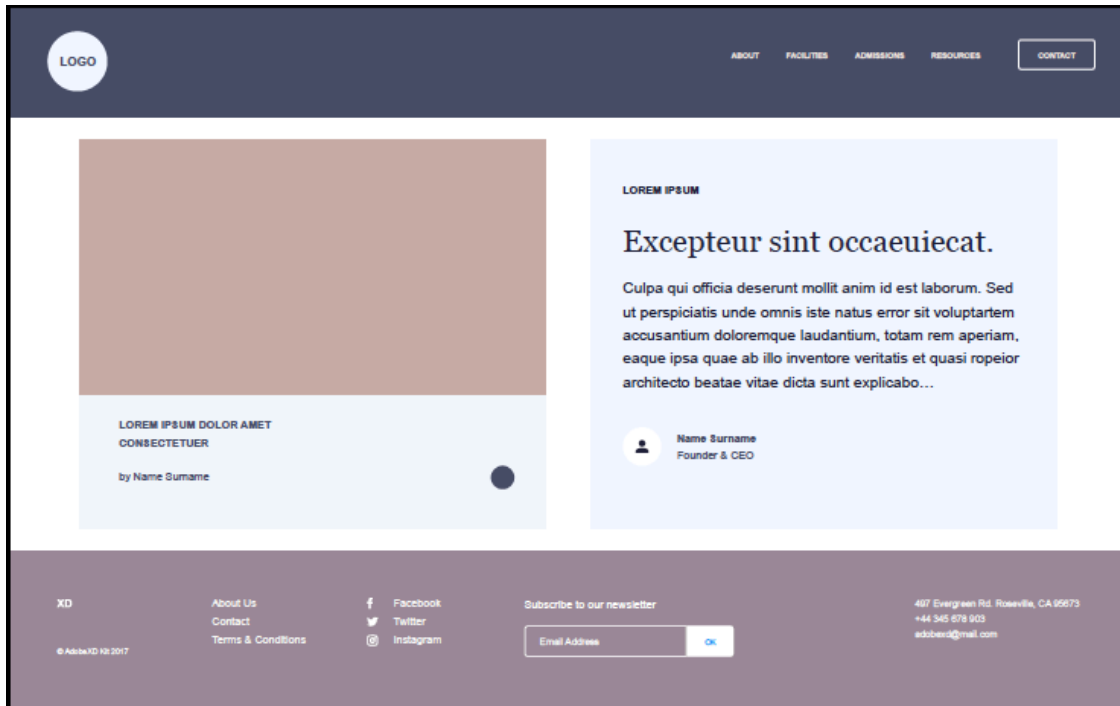 LOGO
ABOUT
FACILITIES
ADMISSIONS
RESOURCES
CONTACT
LOREM IPSUM DOLOR AMET
CONSECTETUER
by Name Surname
LOREM IPSUM
Excepteur sint occaeuiecat.
Culpa qui officia deserunt mollit anim id est laborum. Sed
ut perspiciatis unde omnis iste natus error sit voluptartem
accusantium doloremque laudantium, totam rem aperiam,
eaque ipsa quae ab illo inventore veritatis et quasi ropeior
architecto beatae vitae dicta sunt explicabo…
Name Surname
Founder & CEO
XD
© AdobeXD Kit 2017
About Us
Contact
Terms & Conditions
Facebook
Twitter
Instagram
Subscribe to our newsletter
Email Address
OK
497 Evergreen Rd. Roseville, CA 95673
+44 345 678 903
adobexd@mail.com